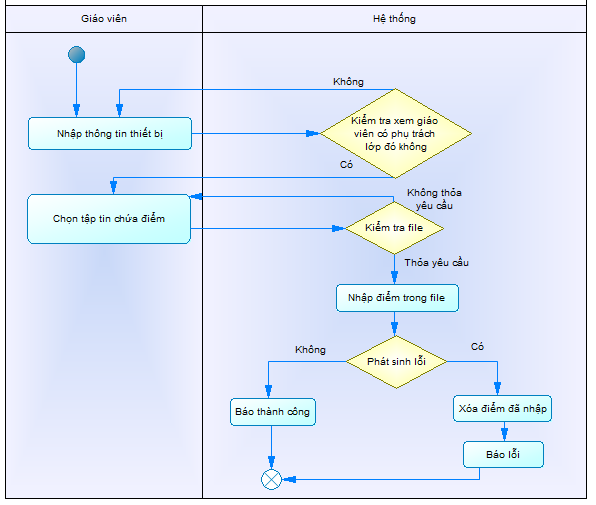 Giáo viên
Hệ thống
Không
Nhập thông tin thiết bị
Kiểm tra xem giáo
viên có phụ trách
lớp đó không
Có
Không thỏa
yêu cầu
Chọn tập tin chứa điểm
Kiểm tra file
Thỏa yêu cầu
Nhập điểm trong file
Không
Phát sinh lỗi
Có
Báo thành công
Xóa điểm đã nhập
Báo lỗi